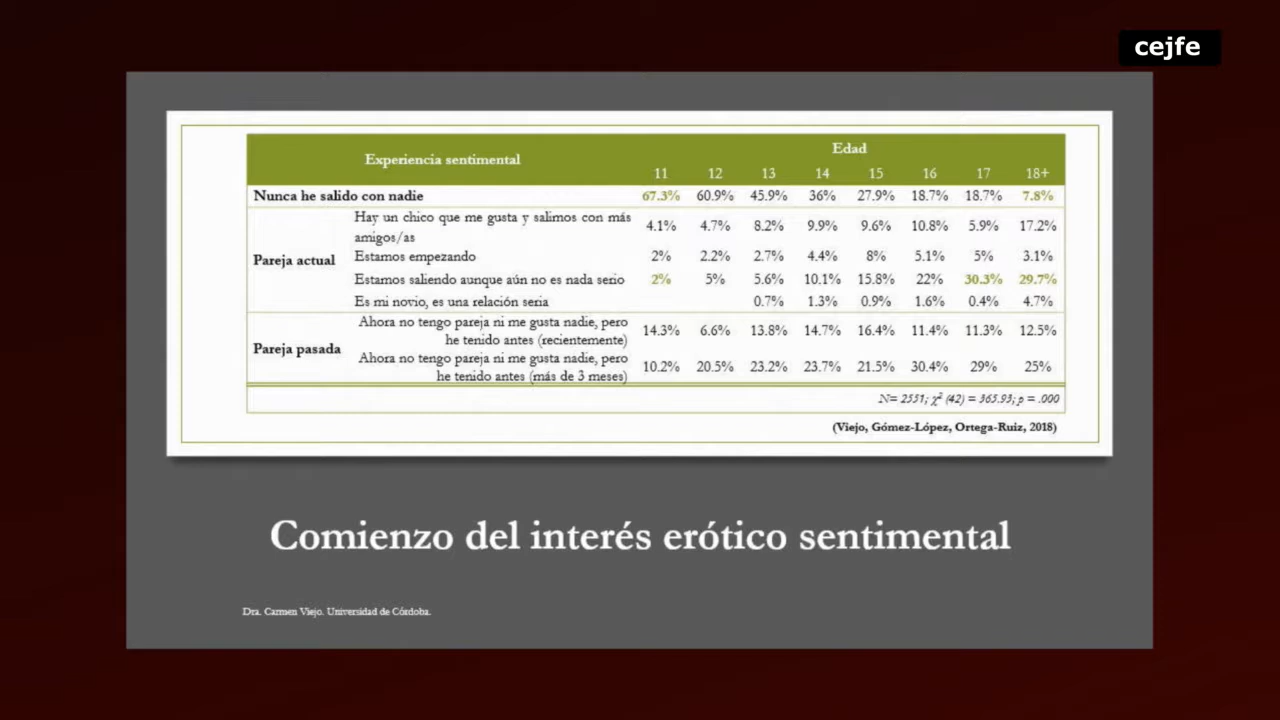 cejfe
Experiencia sentimental
Edad
11 12 13 14 15 16 17 18+
Nunca he salido con nadie 67.3% 60.9% 45.9% 36% 27.9% 18.7% 18.7% 7.8%
Pareja actual
Hay un chico que me gusta y salimos con más
amigos/as 4.1% 4.7% 8.2% 9.9% 9.6% 10.8% 5.9% 17.2%
Estamos empezando 2% 2.2% 2.7% 4.4% 8% 5.1% 5% 3.1%
Estamos saliendo aunque aún no es nada serio 2% 5% 5.6% 10.1% 15.8% 22% 30.3% 29.7%
Es mi novio, es una relación seria 0.7% 1.3% 0.9% 1.6% 0.4% 4.7%
Pareja pasada
Ahora no tengo pareja ni me gusta nadie, pero
he tenido antes (recientemente) 14.3% 6.6% 13.8% 14.7% 16.4% 11.4% 11.3% 12.5%
Ahora no tengo pareja ni me gusta nadie, pero
he tenido antes (más de 3 meses) 10.2% 20.5% 23.2% 23.7% 21.5% 30.4% 29% 25%
N= 2551; χ² (42) = 365.93; p = .000
(Viejo, Gómez-López, Ortega-Ruiz, 2018)
Comienzo del interés erótico sentimental
Dra. Carmen Viejo. Universidad de Córdoba.